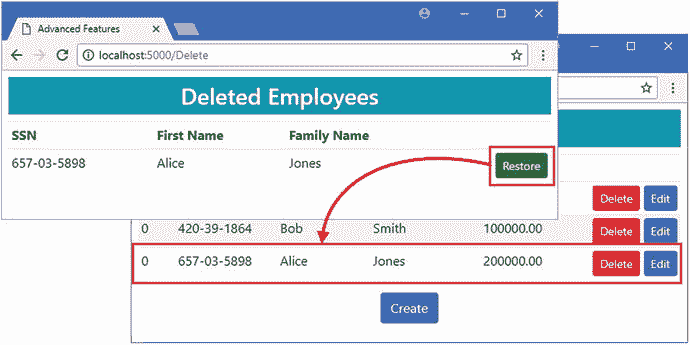 Advanced Features
localhost:5000/Delete
Deleted Employees
SSN First Name Family Name
657-03-5898 Alice Jones Restore
Delete Edit
0 420-39-1864 Bob Smith 100000.00 Delete Edit
0 657-03-5898 Alice Jones 200000.00 Delete Edit
Create